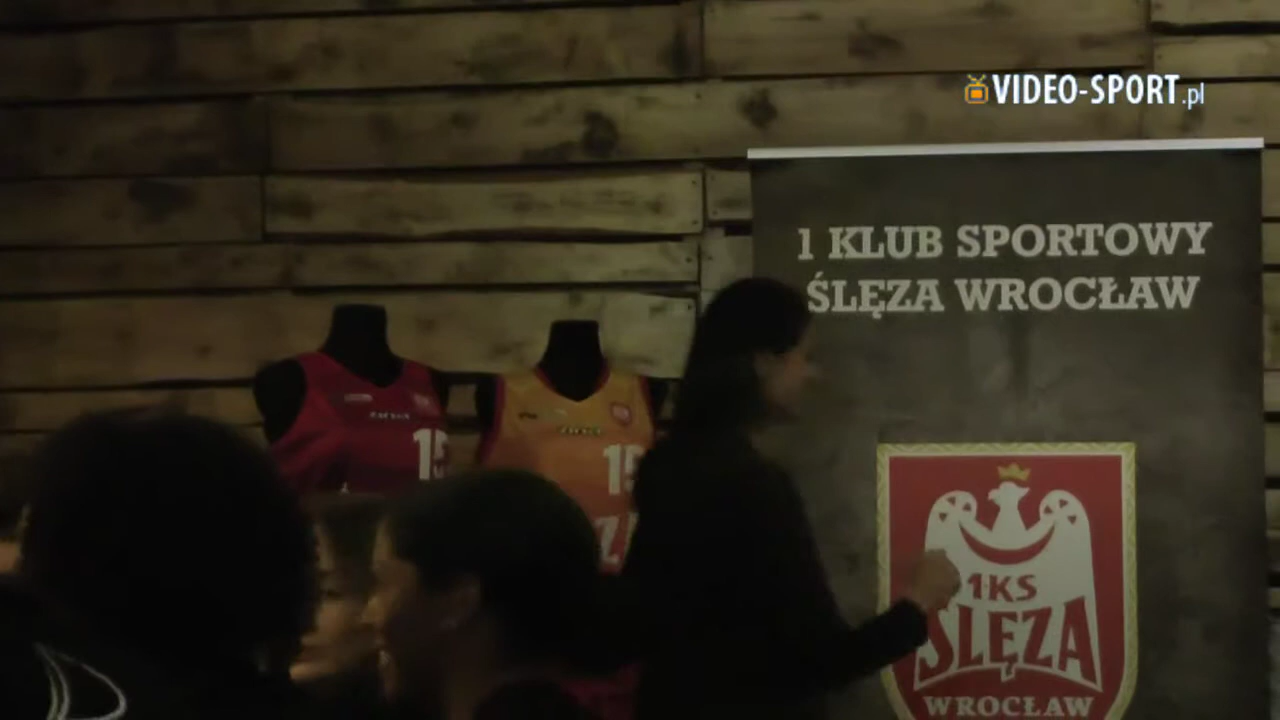 VIDEO-SPORT.pl
1 KLUB SPORTOWY
ŚLĘZA WROCŁAW
15
15
1KS
ŚLĘZA
WROCŁAW